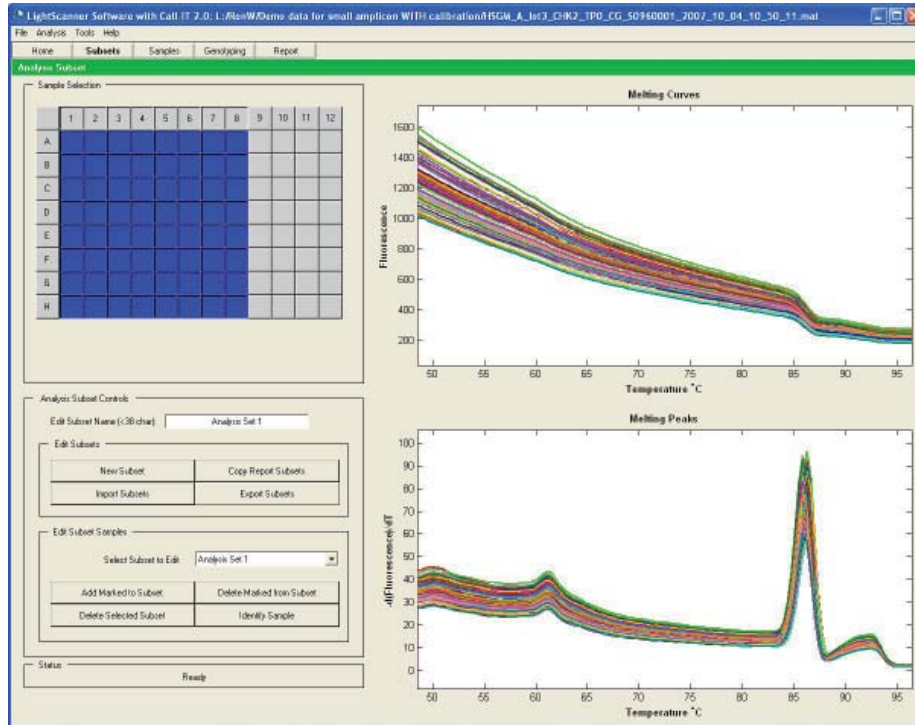 LightScanner Software with Call IT 2.0: L:/RonW/Demo data for small amplicon WITH calibration/HSGM_A_lot3_CHK2_TP0_CG_S0960001_2007_10_04_10_50_11.mat
File Analysis Tools Help
Home Subsets Samples Genotyping Report
Analysis Subset
Sample Selection
1 2 3 4 5 6 7 8 9 10 11 12
A
B
C
D
E
F
G
H
Melting Curves
Fluorescence
1600
1400
1200
1000
800
600
400
200
50 55 60 65 70 75 80 85 90 95
Temperature °C
Analysis Subset Controls
Edit Subset Name (<38 char): Analysis Set 1
Edit Subsets
New Subset Copy Report Subsets
Import Subsets Export Subsets
Edit Subset Samples
Select Subset to Edit Analysis Set 1
Add Marked to Subset Delete Marked from Subset
Delete Selected Subset Identify Sample
Status
Ready
Melting Peaks
-d(Fluorescence)/dT
100
90
80
70
60
50
40
30
20
10
0
50 55 60 65 70 75 80 85 90 95
Temperature °C